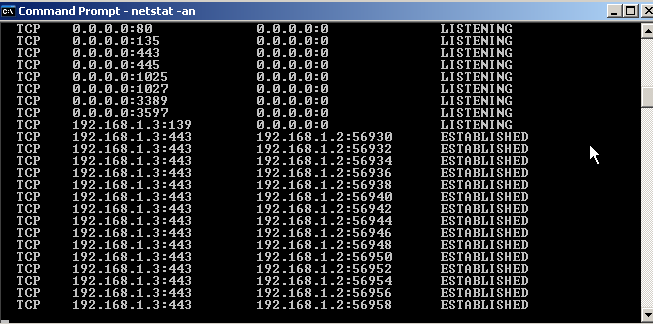 Command Prompt - netstat -an
TCP 0.0.0.0:80 0.0.0.0:0 LISTENING
TCP 0.0.0.0:135 0.0.0.0:0 LISTENING
TCP 0.0.0.0:443 0.0.0.0:0 LISTENING
TCP 0.0.0.0:445 0.0.0.0:0 LISTENING
TCP 0.0.0.0:1025 0.0.0.0:0 LISTENING
TCP 0.0.0.0:1027 0.0.0.0:0 LISTENING
TCP 0.0.0.0:3389 0.0.0.0:0 LISTENING
TCP 0.0.0.0:3597 0.0.0.0:0 LISTENING
TCP 192.168.1.3:139 0.0.0.0:0 LISTENING
TCP 192.168.1.3:443 192.168.1.2:56930 ESTABLISHED
TCP 192.168.1.3:443 192.168.1.2:56932 ESTABLISHED
TCP 192.168.1.3:443 192.168.1.2:56934 ESTABLISHED
TCP 192.168.1.3:443 192.168.1.2:56936 ESTABLISHED
TCP 192.168.1.3:443 192.168.1.2:56938 ESTABLISHED
TCP 192.168.1.3:443 192.168.1.2:56940 ESTABLISHED
TCP 192.168.1.3:443 192.168.1.2:56942 ESTABLISHED
TCP 192.168.1.3:443 192.168.1.2:56944 ESTABLISHED
TCP 192.168.1.3:443 192.168.1.2:56946 ESTABLISHED
TCP 192.168.1.3:443 192.168.1.2:56948 ESTABLISHED
TCP 192.168.1.3:443 192.168.1.2:56950 ESTABLISHED
TCP 192.168.1.3:443 192.168.1.2:56952 ESTABLISHED
TCP 192.168.1.3:443 192.168.1.2:56954 ESTABLISHED
TCP 192.168.1.3:443 192.168.1.2:56956 ESTABLISHED
TCP 192.168.1.3:443 192.168.1.2:56958 ESTABLISHED